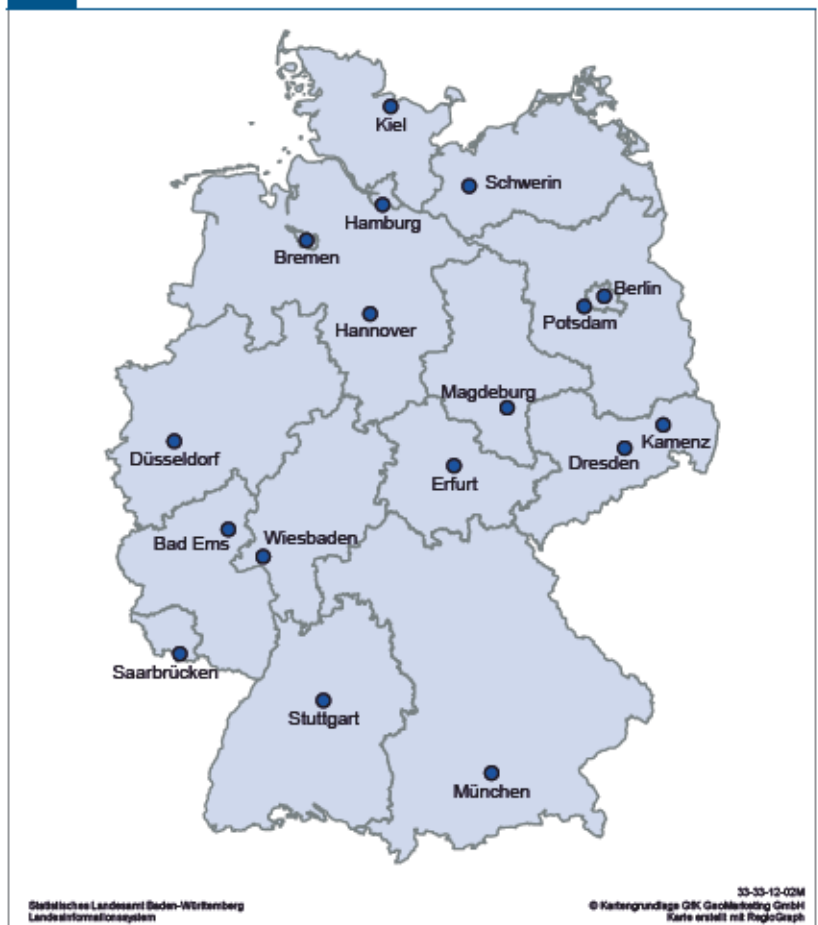 Kiel
Schwerin
Hamburg
Bremen
Berlin
Potsdam
Hannover
Magdeburg
Kamenz
Dresden
Düsseldorf
Erfurt
Wiesbaden
Bad Ems
Saarbrücken
Stuttgart
München
33-33-12-02M
Statistisches Landesamt Baden-Württemberg
© Kartengrundlage GfK GeoMarketing GmbH
Landesinformationssystem
Karte erstellt mit RegioGraph